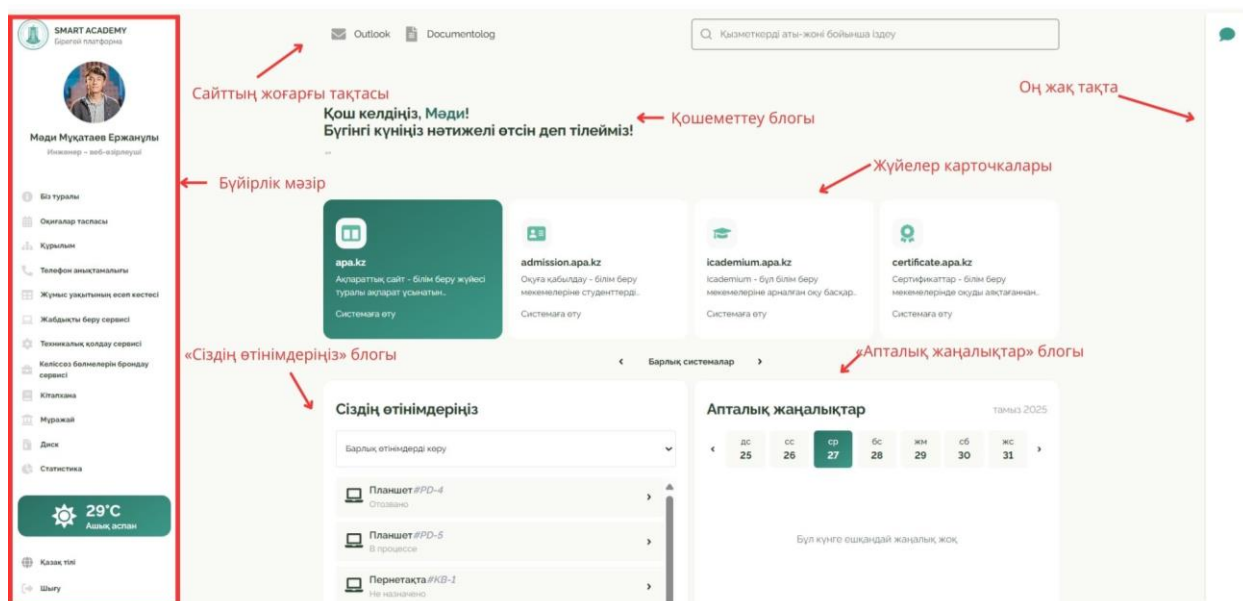 SMART ACADEMY
Бірегей платформа
Мәди Мұқатаев Ержанұлы
Инженер - веб-әзірлеуші
Біз туралы
Оқиғалар таспасы
Құрылым
Телефон анықтамалығы
Жұмыс уақытының есеп кестесі
Жабдықты беру сервисі
Техникалық қолдау сервисі
Келіссөз бөлмелерін брондау
сервисі
Кітапхана
Мұражай
Диск
Статистика
29°C
Ашық аспан
Қазақ тілі
Шығу
Outlook
Documentolog
Қызметкерді аты-жөні бойынша іздеу
Сайттың жоғарғы тақтасы
Оң жақ тақта
Қош келдіңіз, Мәди!
Бүгінгі күніңіз нәтижелі өтсін деп тілейміз!
Қошеметтеу блогы
Бүйірлік мәзір
Жүйелер карточкалары
apa.kz
Ақпараттық сайт - білім беру жүйесі
туралы ақпарат ұсынатын..
Системаға өту
admission.apa.kz
Оқуға қабылдау - білім беру
мекемелеріне студенттерді..
Системаға өту
icademium.apa.kz
Icademium - бұл білім беру
мекемелеріне арналған оқу басқар..
Системаға өту
certificate.apa.kz
Сертификаттар - білім беру
мекемелерінде оқуды аяқтағаннан..
Системаға өту
«Сіздің өтінімдеріңіз» блогы
Барлық системалар
«Апталық жаңалықтар» блогы
Сіздің өтінімдеріңіз
Барлық өтінімдерді көру
Планшет #PD-4
Отозвано
Планшет #PD-5
В процессе
Пернетақта #KB-1
Не назначено
Апталық жаңалықтар
тамыз 2025
дс сс ср бс жм сб жс
25 26 27 28 29 30 31
Бұл күнге ешқандай жаңалық жоқ